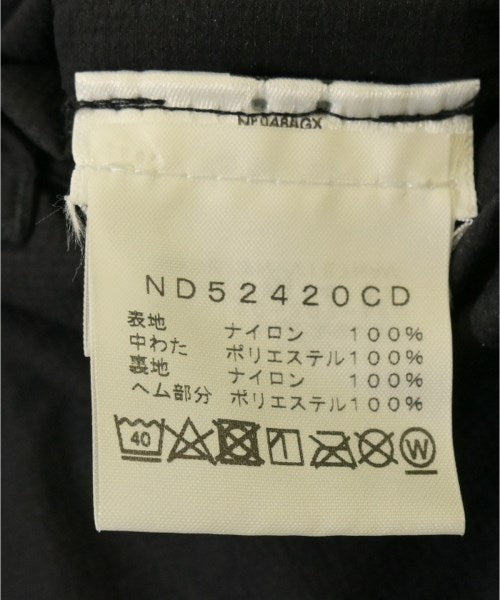 ND52420CD
表地 ナイロン 100%
中わた ポリエステル100%
裏地 ナイロン 100%
ヘム部分 ポリエステル100%
40 W